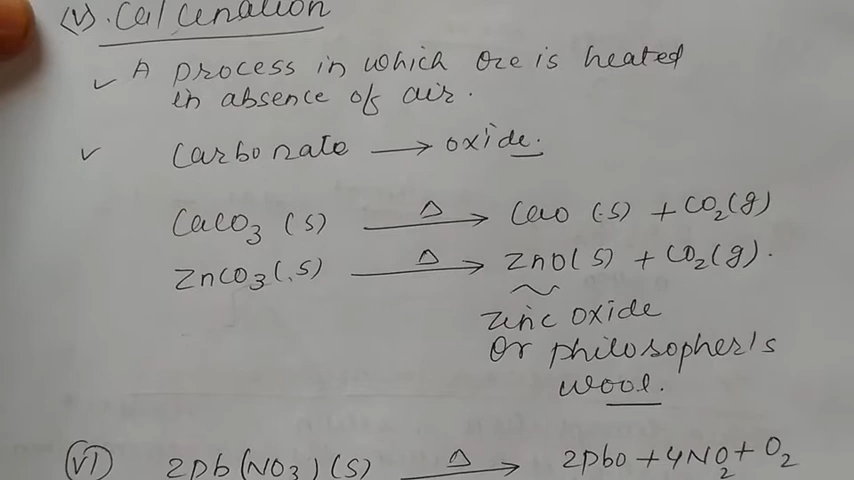 (V). Calcination
✓ A process in which ore is heated
in absence of air.
✓ Carbonate → oxide.
CaCO₃ (s) —Δ→ CaO (s) + CO₂(g)
ZnCO₃(s) —Δ→ ZnO(s) + CO₂(g).
Zinc oxide
Or philosopher's
wool.
(VI) 2Pb(NO₃)(s) —Δ→ 2PbO + 4NO₂ + O₂